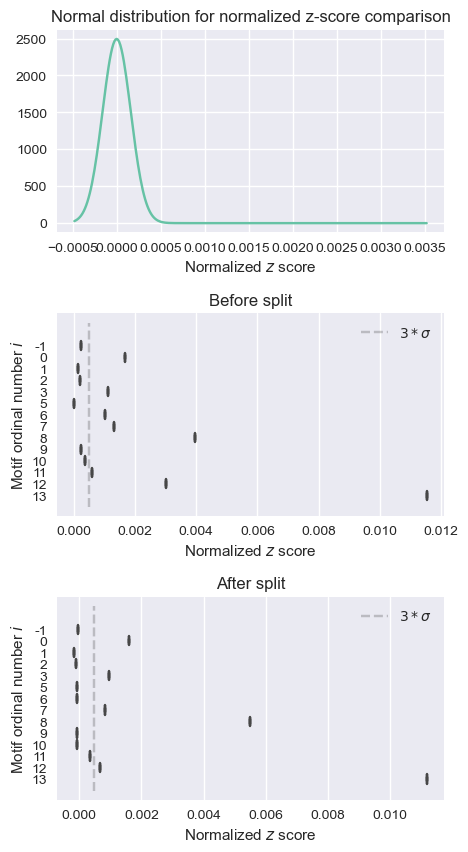 Normal distribution for normalized z-score comparison
2500
2000
1500
1000
500
0
−0.0005 0.0000 0.0005 0.0010 0.0015 0.0020 0.0025 0.0030 0.0035
Normalized z score
Before split
Motif ordinal number i
3 * σ
-1
0
1
2
3
5
6
7
8
9
10
11
12
13
0.000 0.002 0.004 0.006 0.008 0.010 0.012
Normalized z score
After split
Motif ordinal number i
3 * σ
-1
0
1
2
3
5
6
7
8
9
10
11
12
13
0.000 0.002 0.004 0.006 0.008 0.010
Normalized z score